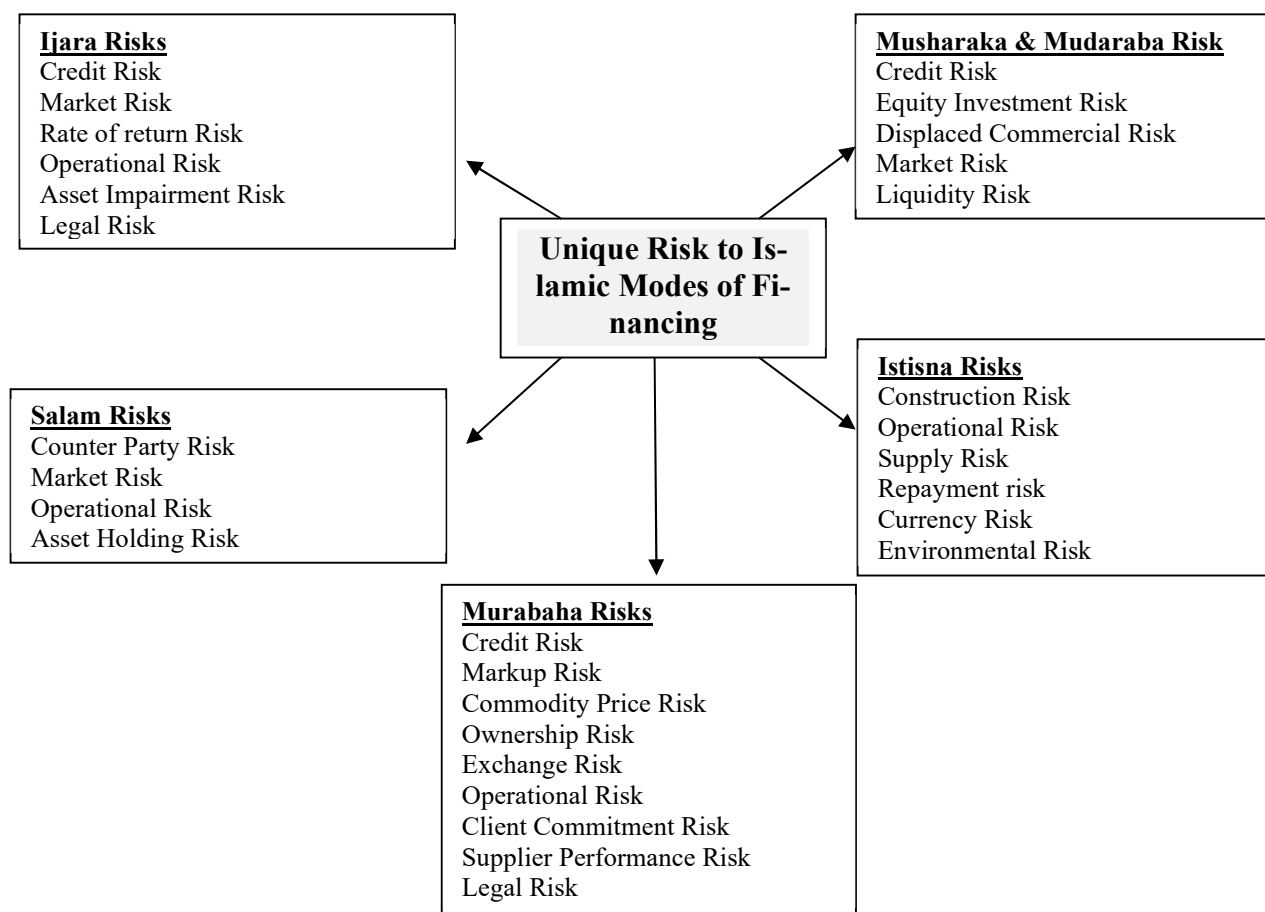 Ijara Risks
Credit Risk
Market Risk
Rate of return Risk
Operational Risk
Asset Impairment Risk
Legal Risk
Musharaka & Mudaraba Risk
Credit Risk
Equity Investment Risk
Displaced Commercial Risk
Market Risk
Liquidity Risk
Unique Risk to Is-
lamic Modes of Fi-
nancing
Salam Risks
Counter Party Risk
Market Risk
Operational Risk
Asset Holding Risk
Istisna Risks
Construction Risk
Operational Risk
Supply Risk
Repayment risk
Currency Risk
Environmental Risk
Murabaha Risks
Credit Risk
Markup Risk
Commodity Price Risk
Ownership Risk
Exchange Risk
Operational Risk
Client Commitment Risk
Supplier Performance Risk
Legal Risk